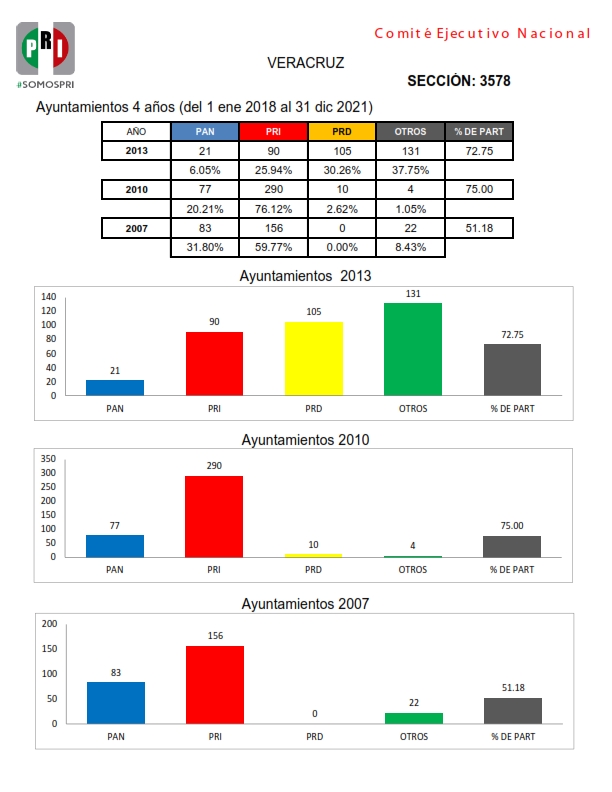 Comité Ejecutivo Nacional
PRI
#SOMOSPRI
VERACRUZ
SECCIÓN: 3578
Ayuntamientos 4 años (del 1 ene 2018 al 31 dic 2021)
AÑO PAN PRI PRD OTROS % DE PART
2013 21 90 105 131 72.75
6.05% 25.94% 30.26% 37.75%
2010 77 290 10 4 75.00
20.21% 76.12% 2.62% 1.05%
2007 83 156 0 22 51.18
31.80% 59.77% 0.00% 8.43%
Ayuntamientos 2013
140
120
100
80
60
40
20
0
21 90 105 131 72.75
PAN PRI PRD OTROS % DE PART
Ayuntamientos 2010
350
300
250
200
150
100
50
0
77 290 10 4 75.00
PAN PRI PRD OTROS % DE PART
Ayuntamientos 2007
200
150
100
50
0
83 156 0 22 51.18
PAN PRI PRD OTROS % DE PART